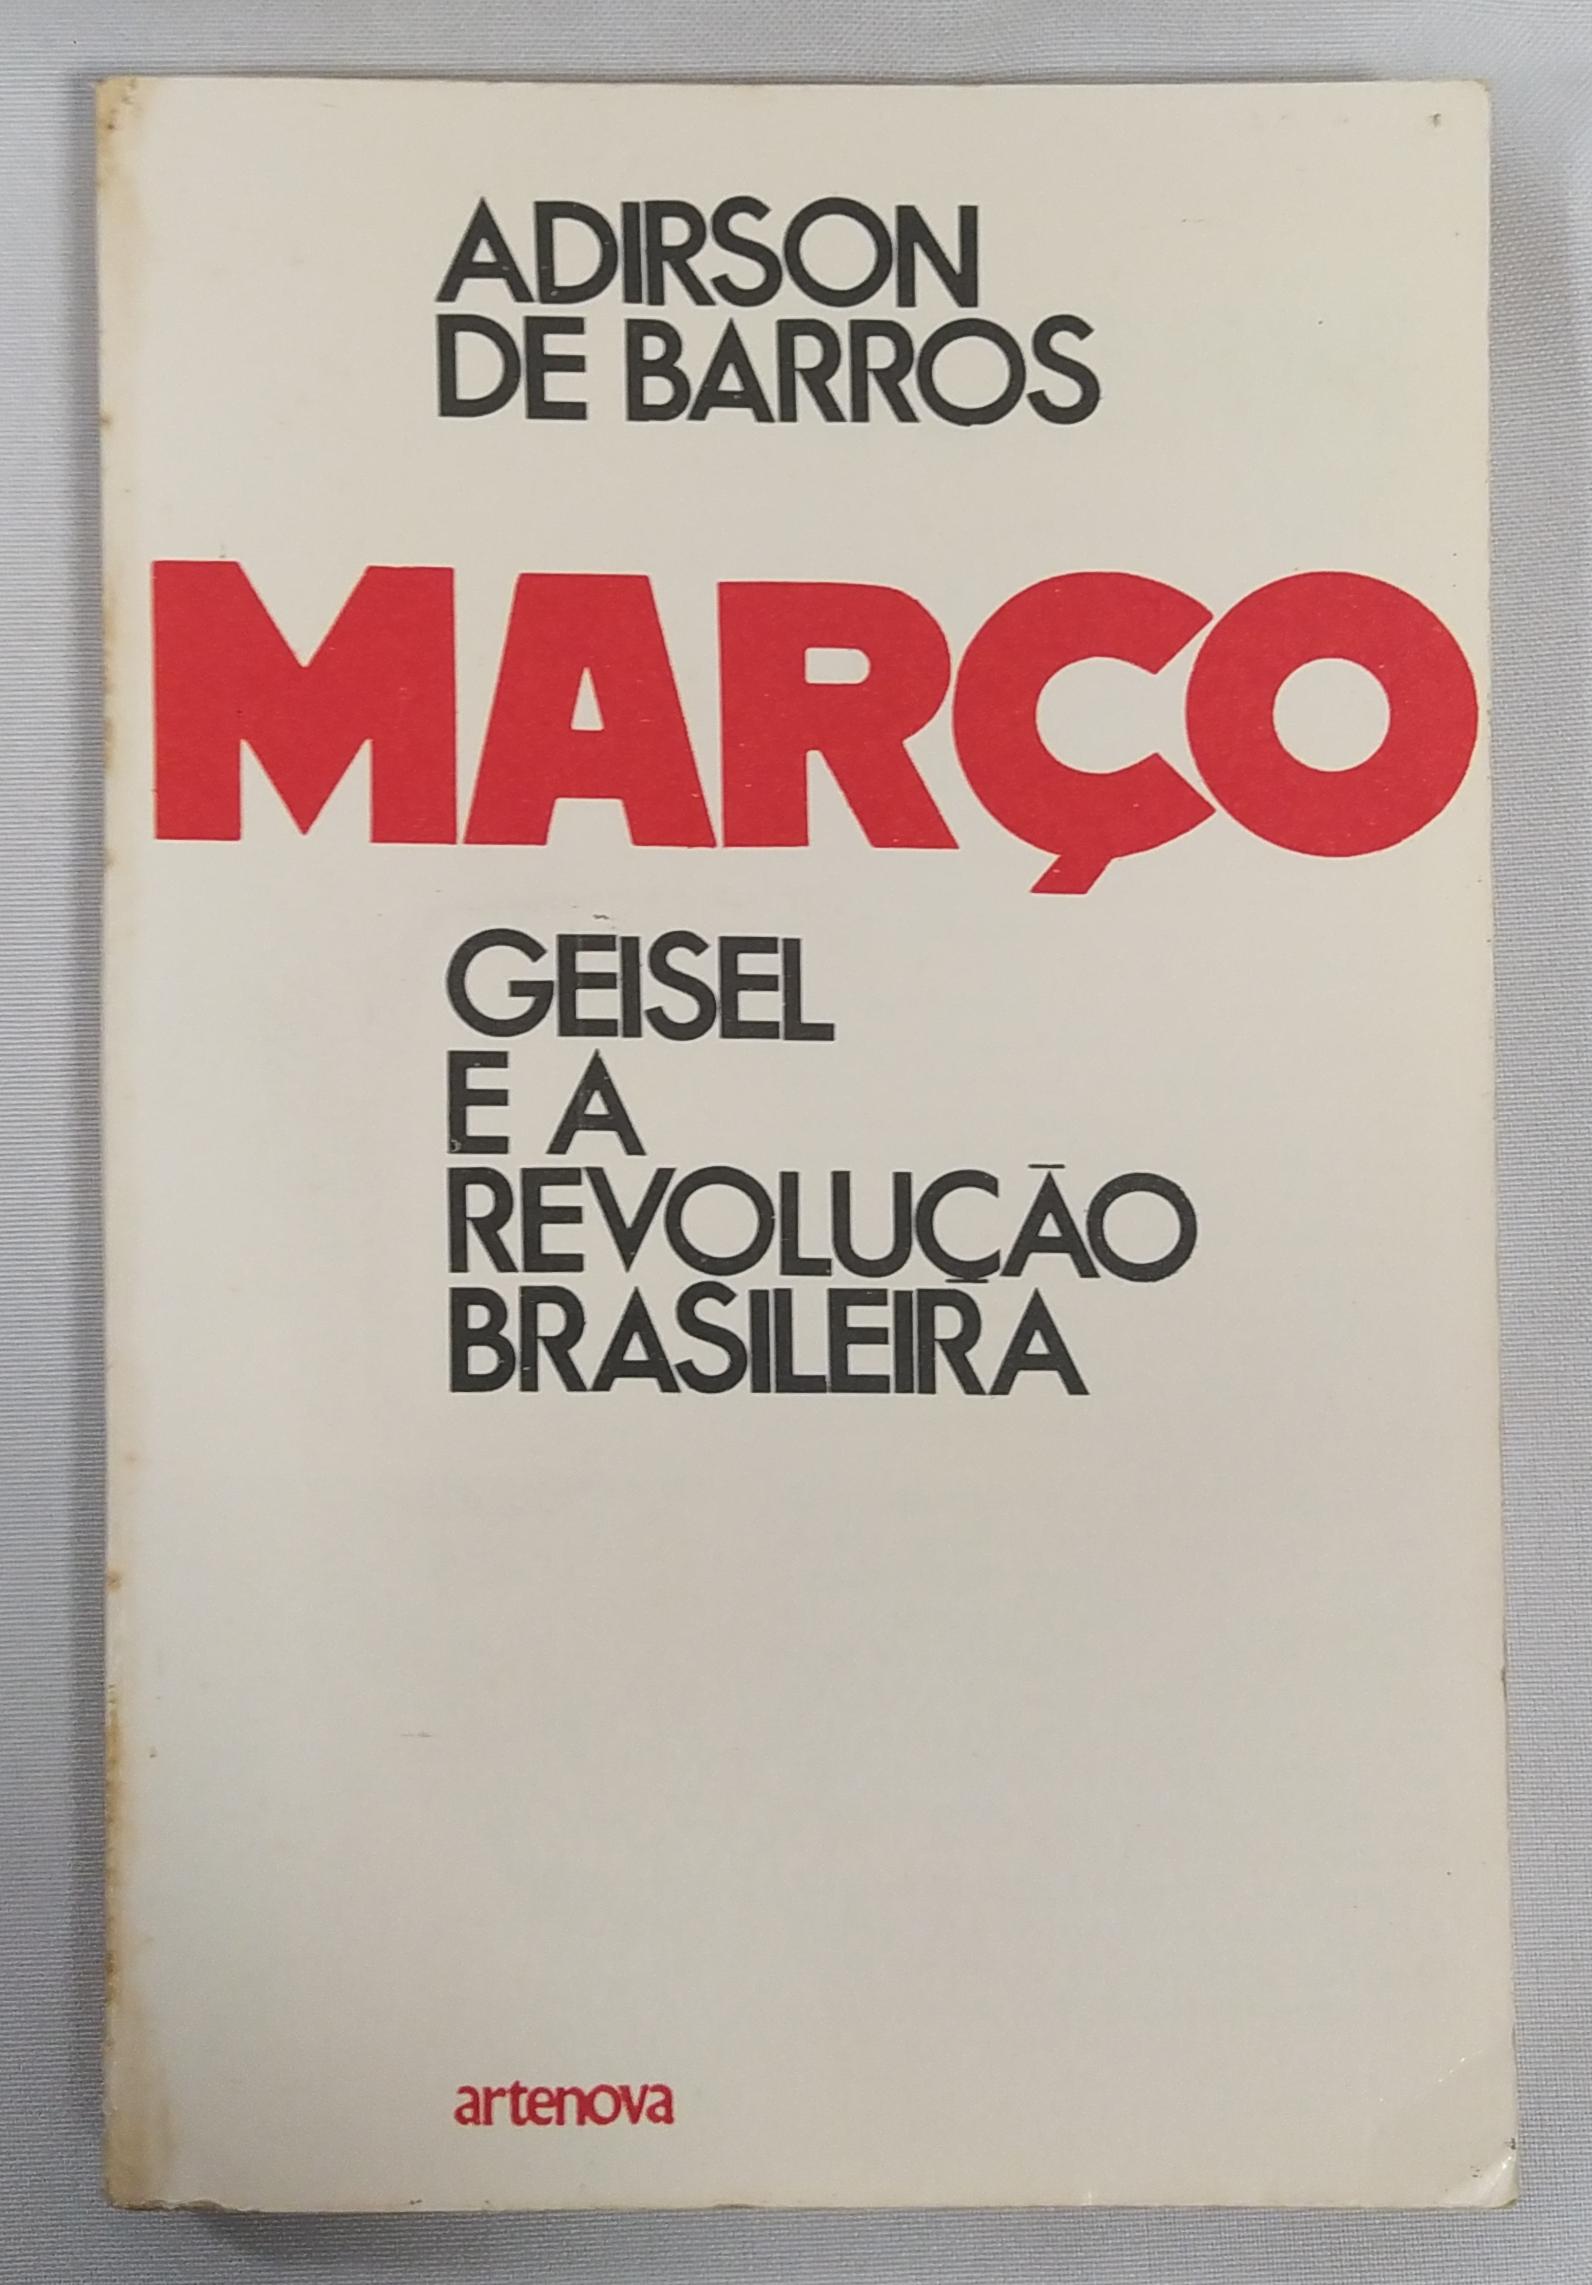 ADIRSON
DE BARROS
MARÇO
GEISEL
E A
REVOLUÇÃO
BRASILEIRA
artenova